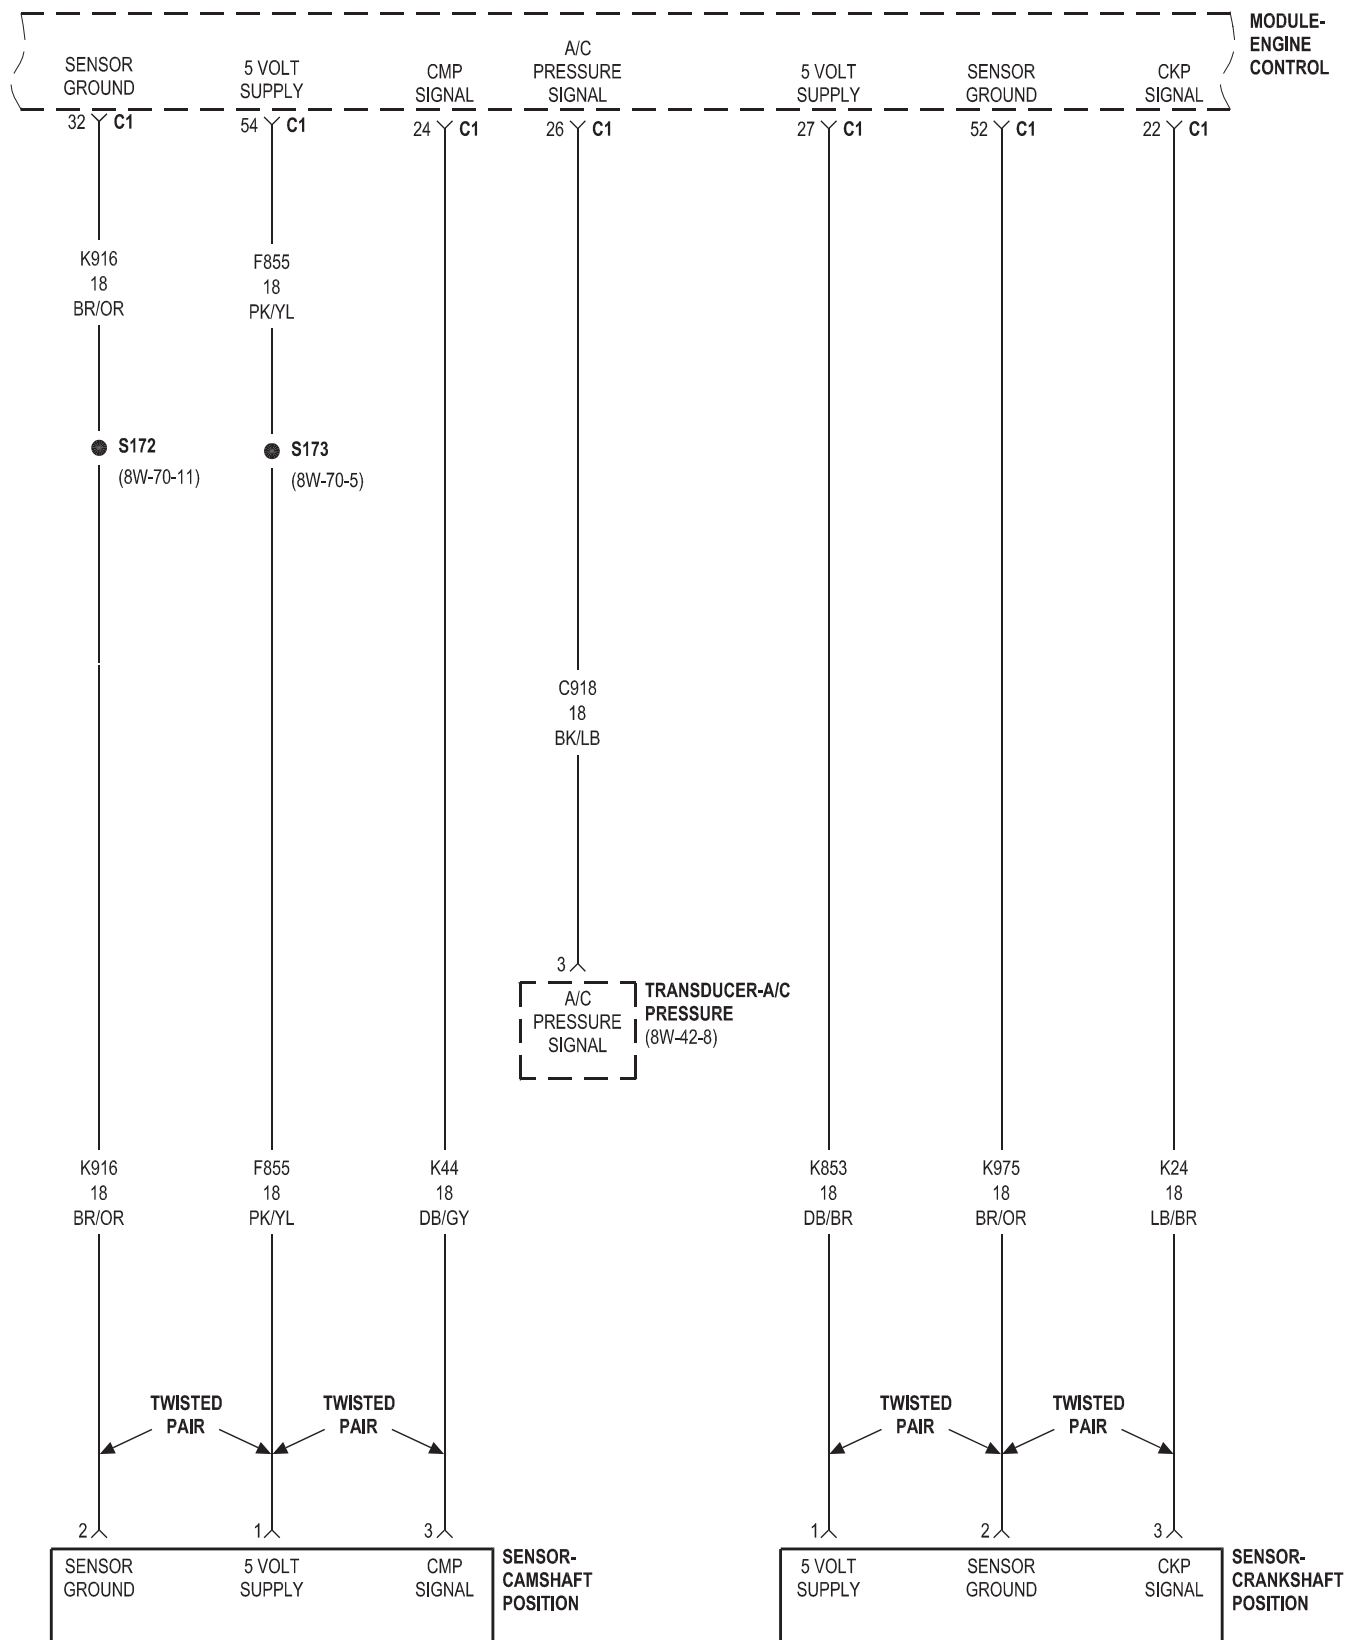 MODULE-
ENGINE
CONTROL
SENSOR
GROUND
5 VOLT
SUPPLY
CMP
SIGNAL
A/C
PRESSURE
SIGNAL
5 VOLT
SUPPLY
SENSOR
GROUND
CKP
SIGNAL
32 C1
54 C1
24 C1
26 C1
27 C1
52 C1
22 C1
K916
18
BR/OR
F855
18
PK/YL
S172
(8W-70-11)
S173
(8W-70-5)
C918
18
BK/LB
3
A/C
PRESSURE
SIGNAL
TRANSDUCER-A/C
PRESSURE
(8W-42-8)
K916
18
BR/OR
F855
18
PK/YL
K44
18
DB/GY
K853
18
DB/BR
K975
18
BR/OR
K24
18
LB/BR
TWISTED
PAIR
TWISTED
PAIR
TWISTED
PAIR
TWISTED
PAIR
2
1
3
SENSOR
GROUND
5 VOLT
SUPPLY
CMP
SIGNAL
SENSOR-
CAMSHAFT
POSITION
1
2
3
5 VOLT
SUPPLY
SENSOR
GROUND
CKP
SIGNAL
SENSOR-
CRANKSHAFT
POSITION